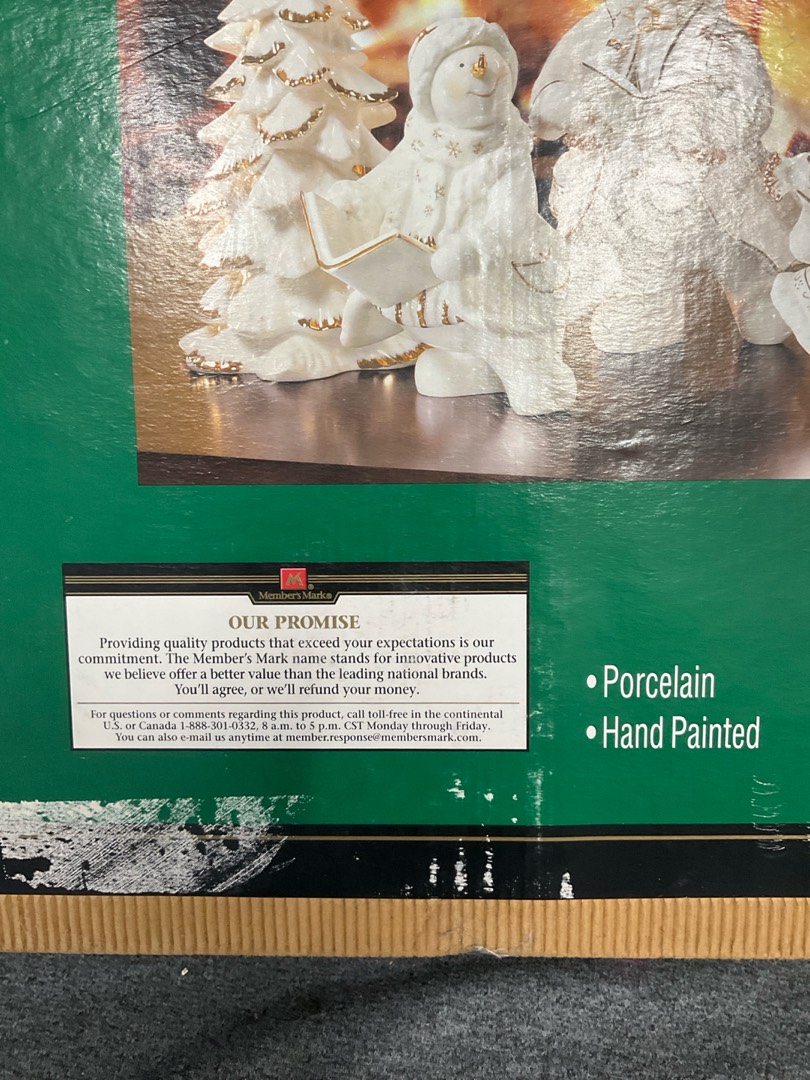 M®
Member's Mark®
OUR PROMISE
Providing quality products that exceed your expectations is our
commitment. The Member's Mark name stands for innovative products
we believe offer a better value than the leading national brands.
You'll agree, or we'll refund your money.
For questions or comments regarding this product, call toll-free in the continental
U.S. or Canada 1-888-301-0332, 8 a.m. to 5 p.m. CST Monday through Friday.
You can also e-mail us anytime at member.response@membersmark.com.
• Porcelain
• Hand Painted